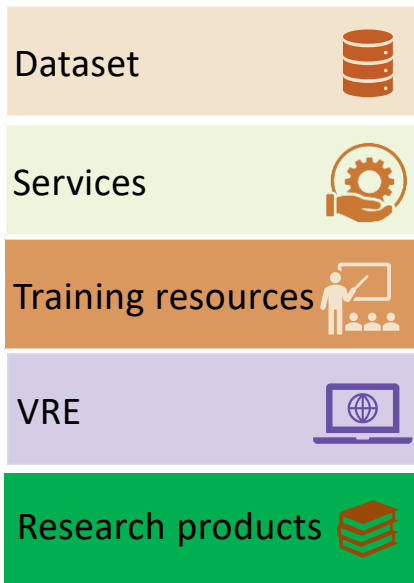 Dataset
Services
Training resources
VRE
Research products